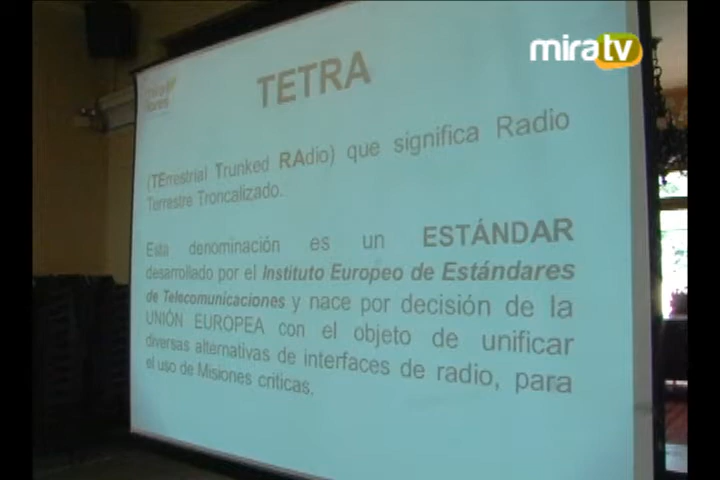 miratv
TETRA
(TErrestrial Trunked RAdio) que significa Radio
Terrestre Troncalizado.
Esta denominación es un ESTÁNDAR
desarrollado por el Instituto Europeo de Estándares
de Telecomunicaciones y nace por decisión de la
UNIÓN EUROPEA con el objeto de unificar
diversas alternativas de interfaces de radio, para
el uso de Misiones criticas.